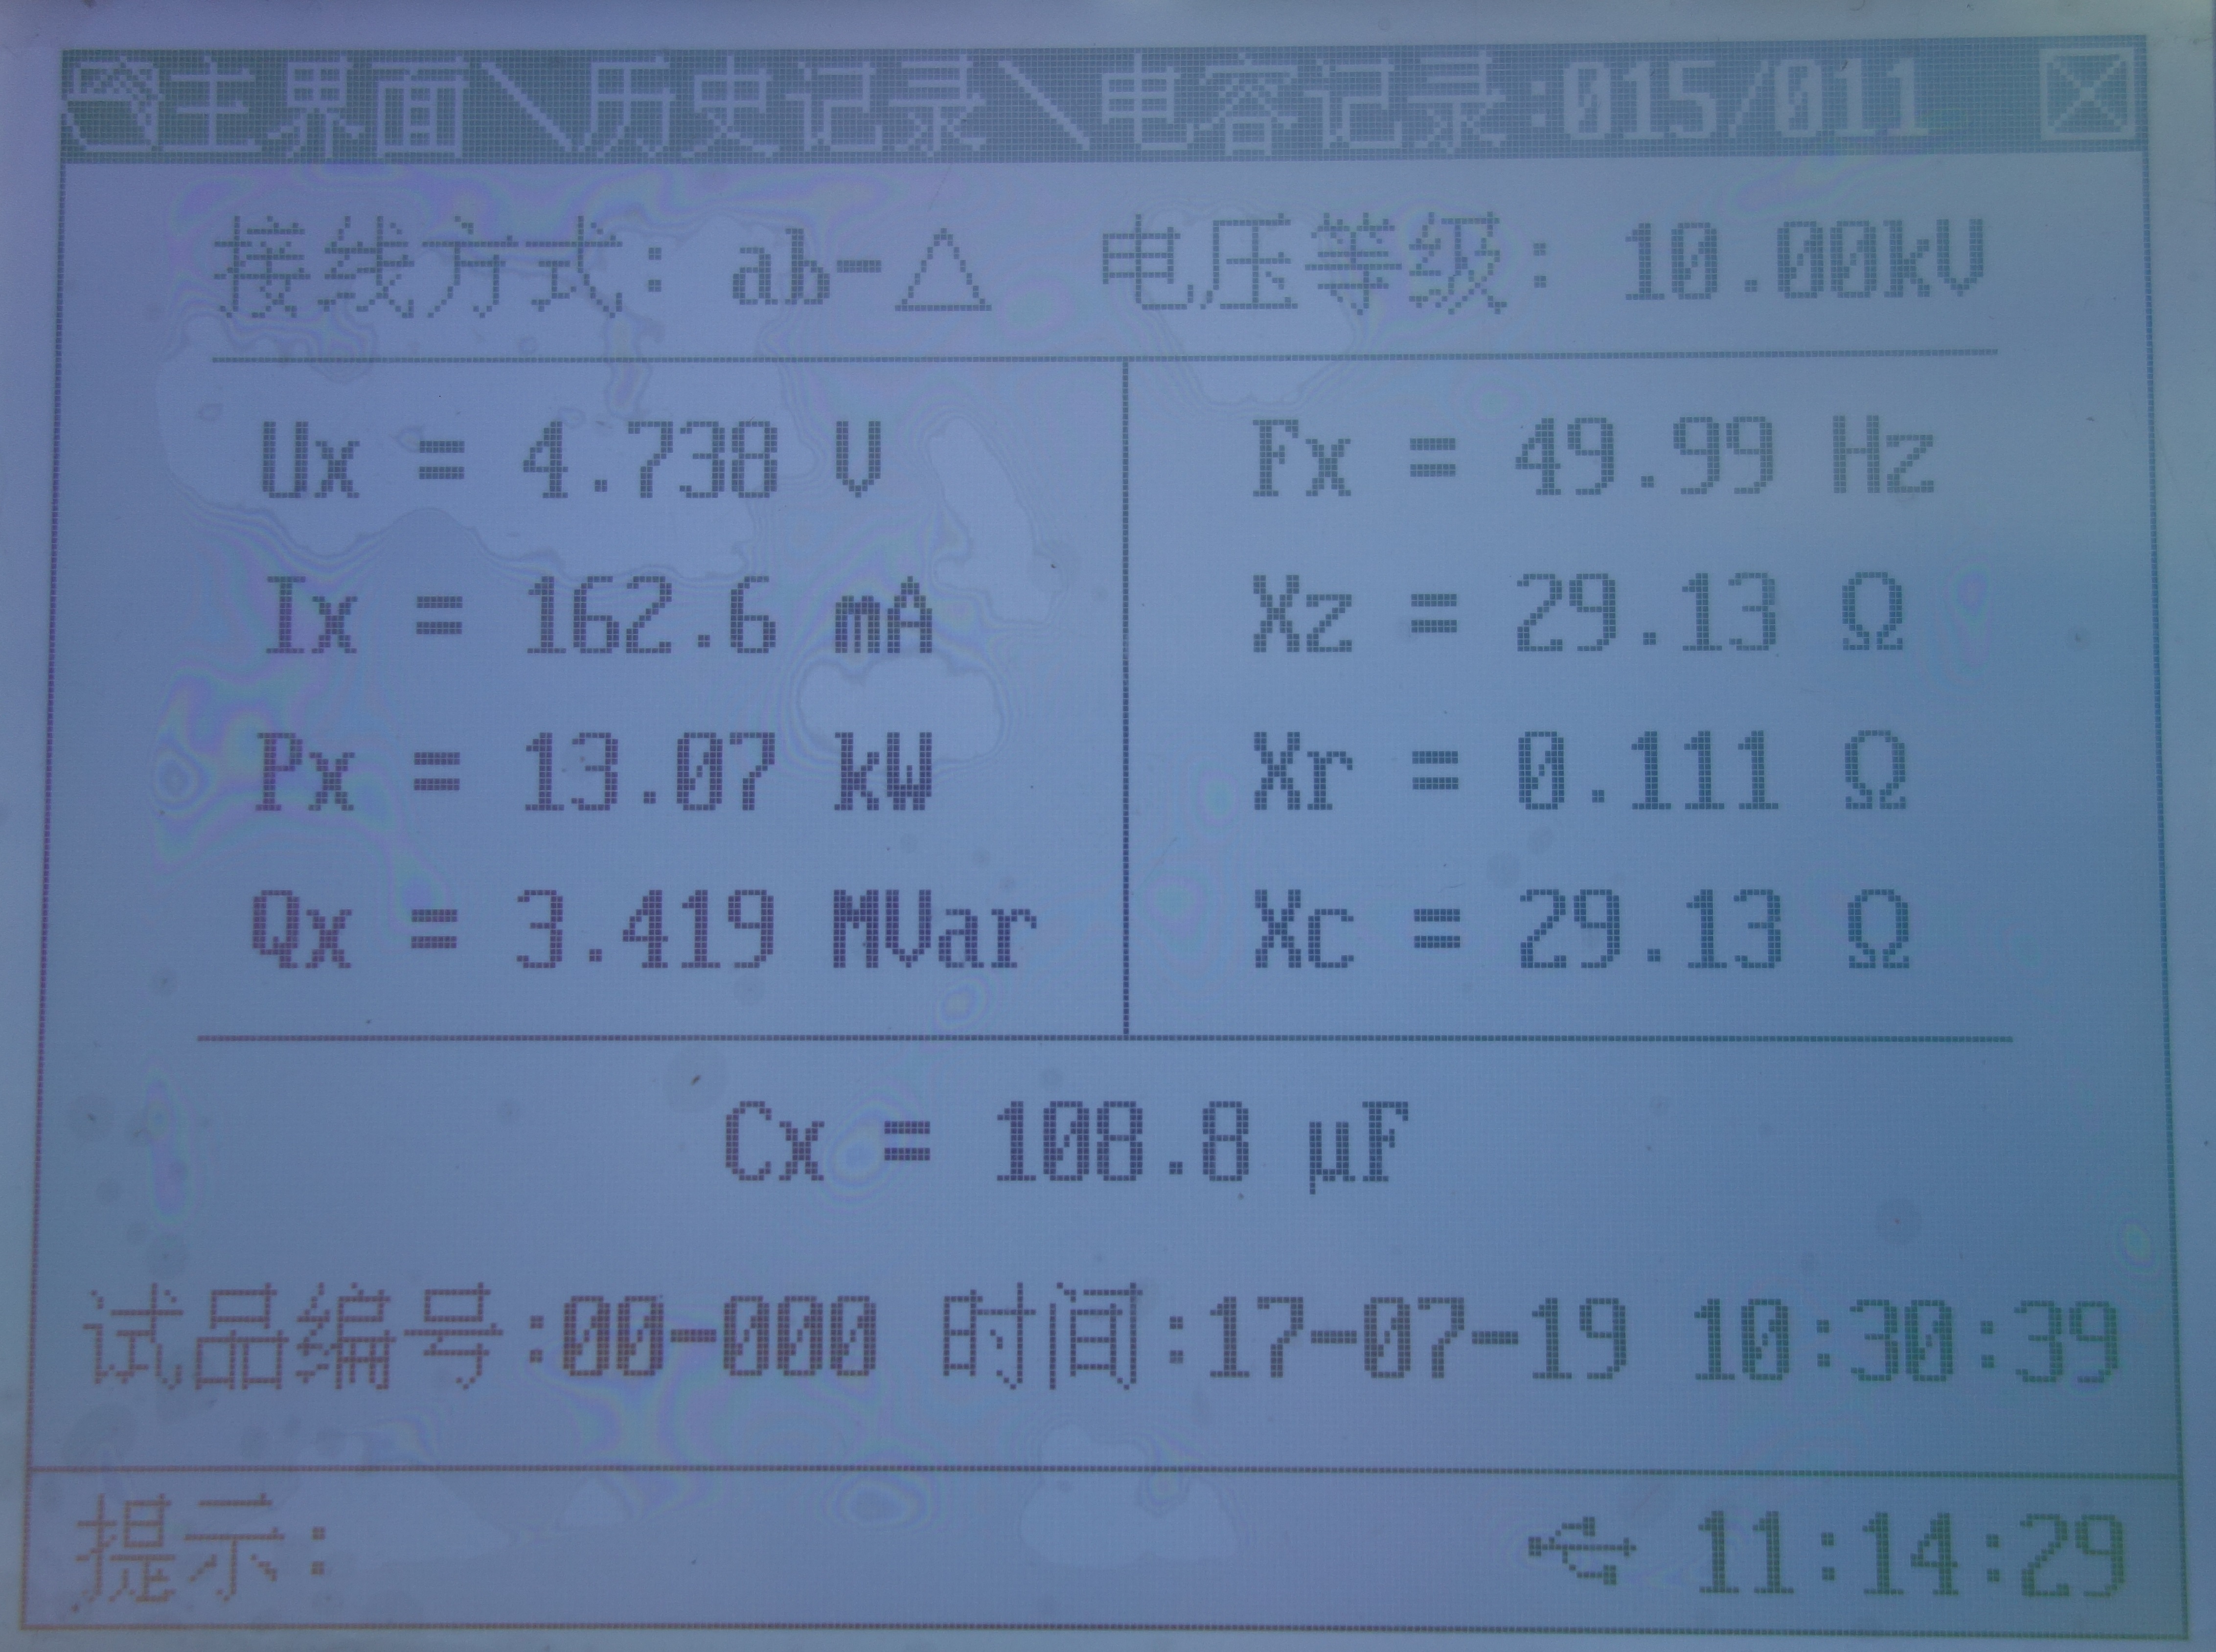 主界面\历史记录\电容记录:015/011
接线方式: ab-△ 电压等级: 10.00kV
Ux = 4.738 V
Ix = 162.6 mA
Px = 13.07 kW
Qx = 3.419 MVar
Fx = 49.99 Hz
Xz = 29.13 Ω
Xr = 0.111 Ω
Xc = 29.13 Ω
Cx = 108.8 μF
试品编号:00-000 时间:17-07-19 10:30:39
提示: 11:14:29